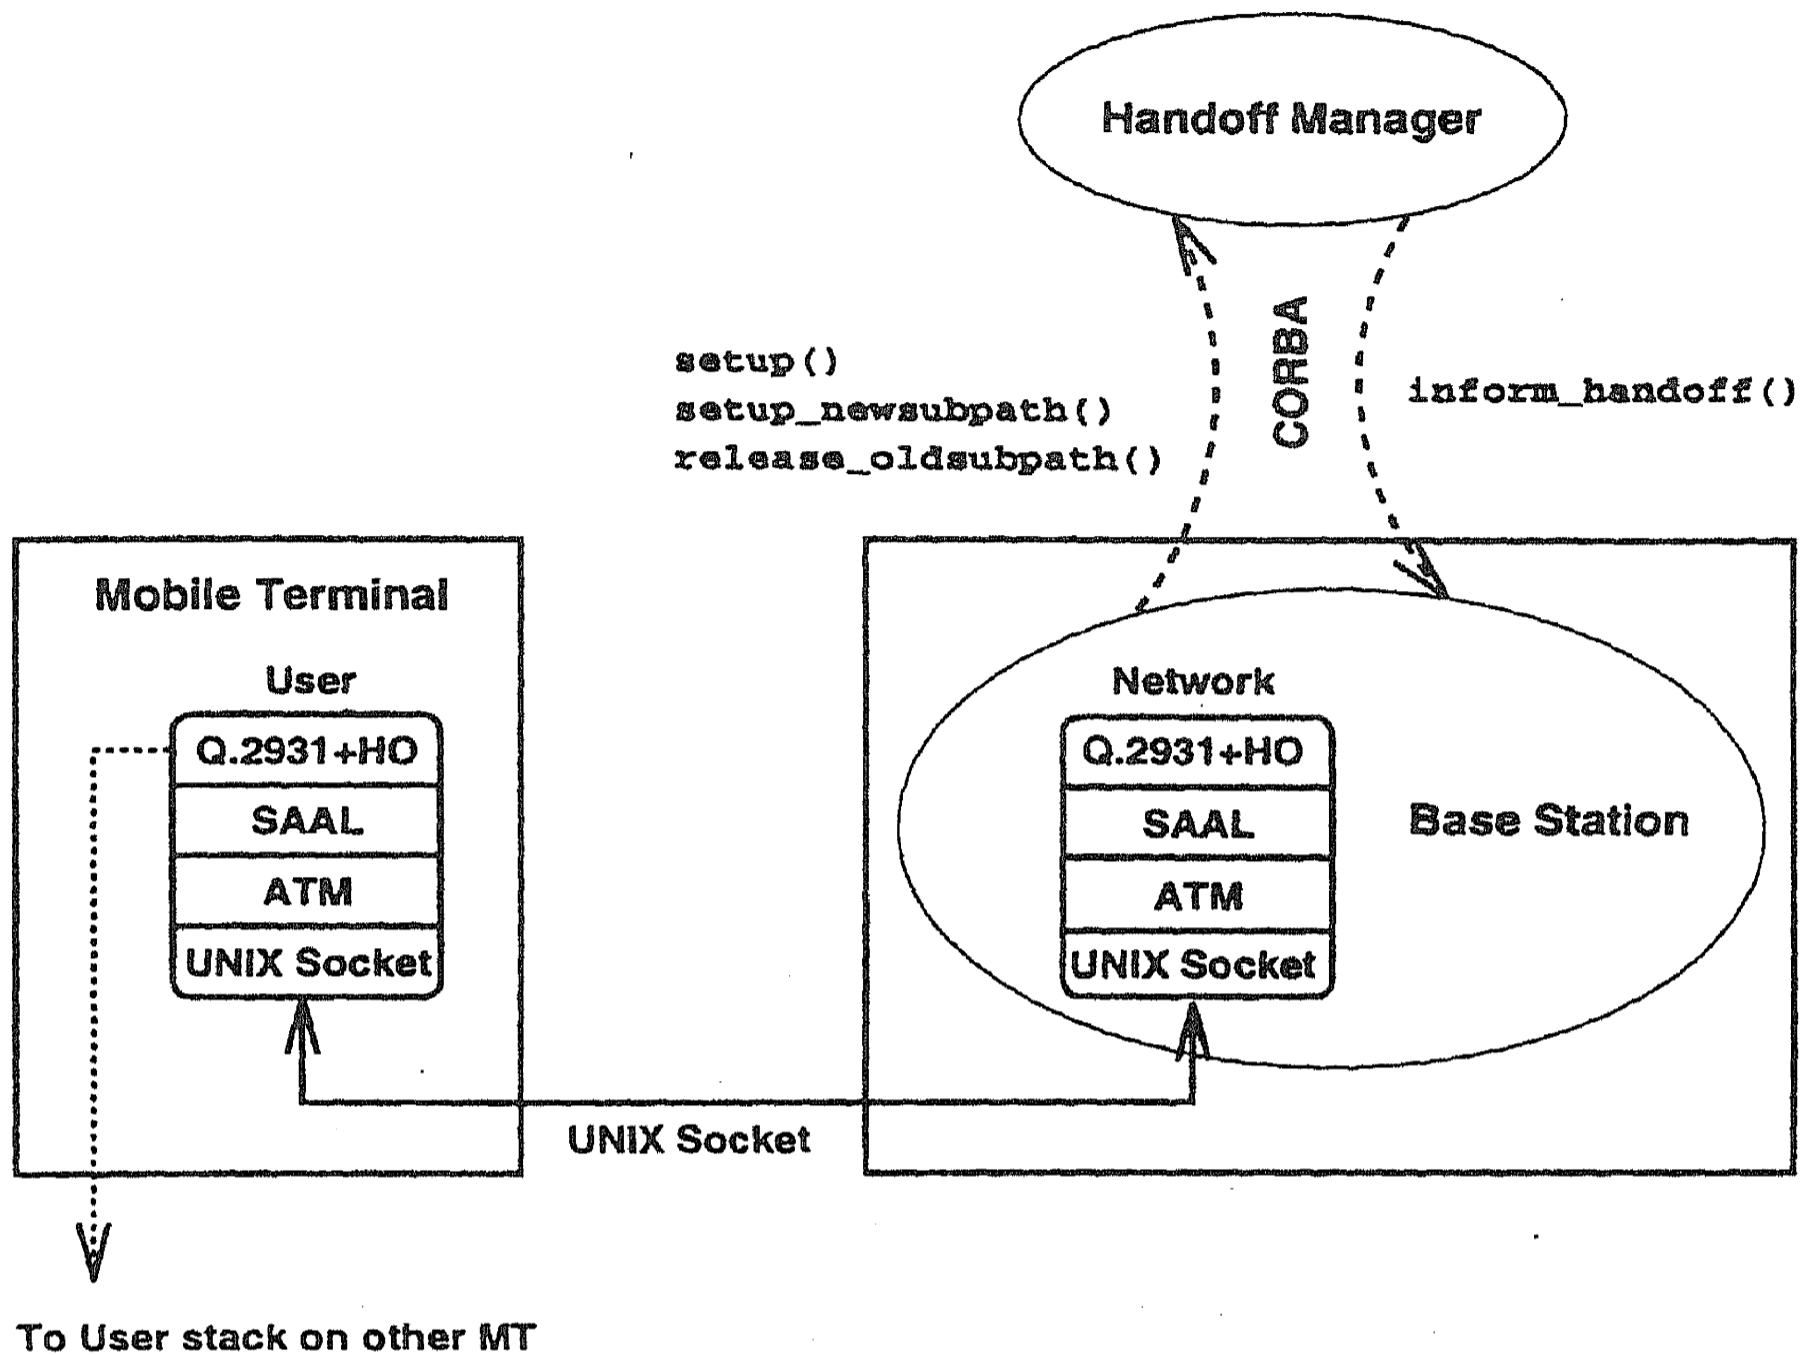 Handoff Manager
CORBA
setup()
setup_newsubpath()
release_oldsubpath()
inform_handoff()
Mobile Terminal
User
Q.2931+HO
SAAL
ATM
UNIX Socket
Network
Q.2931+HO
SAAL
ATM
UNIX Socket
Base Station
UNIX Socket
To User stack on other MT